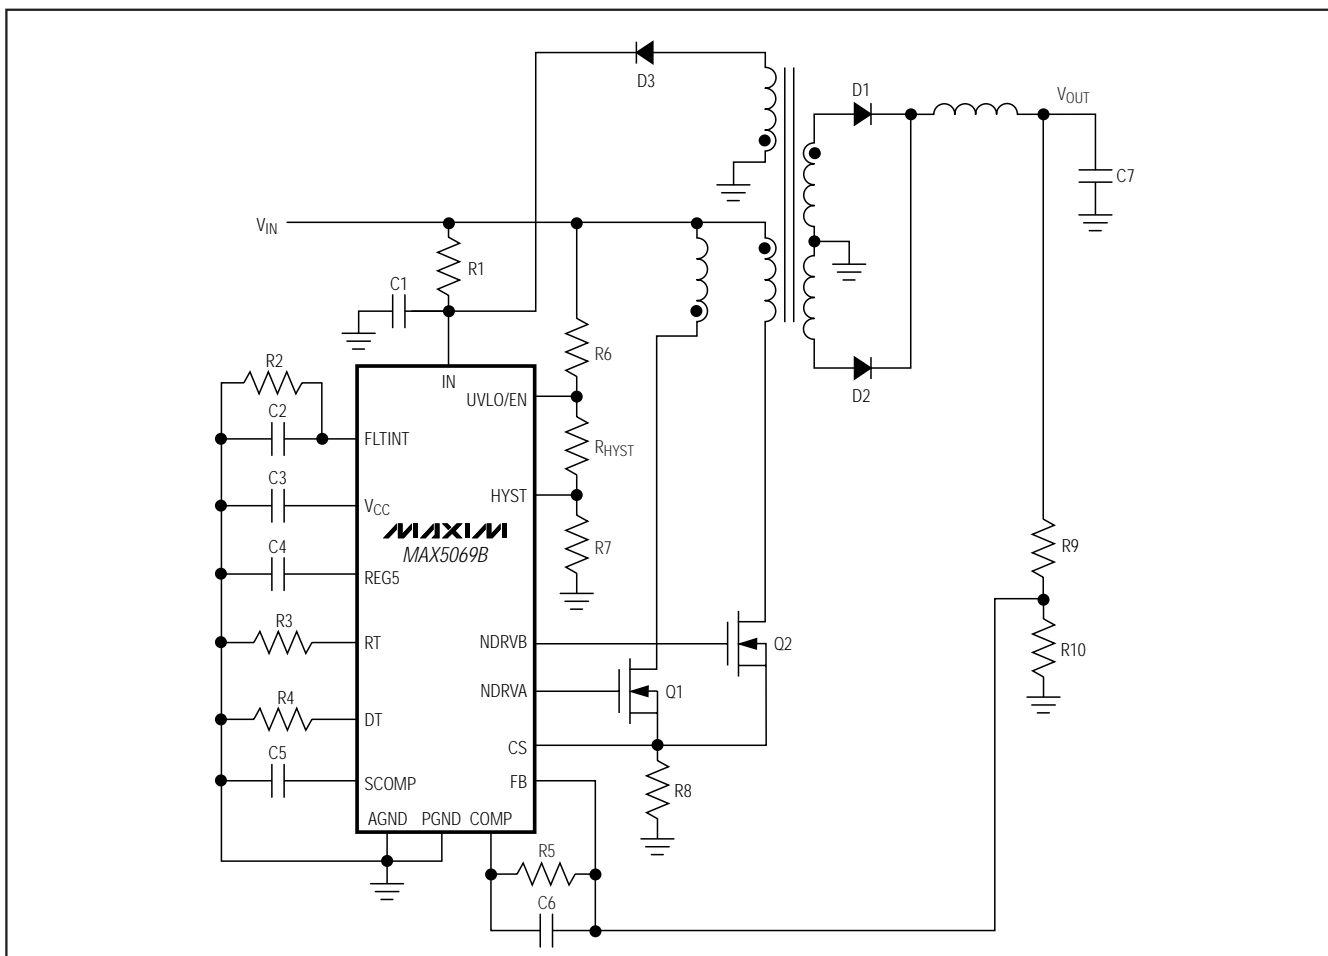 D3
D1
VOUT
C7
VIN
R1
C1
R2
IN
R6
UVLO/EN
D2
C2
FLTINT
RHYST
C3
VCC
HYST
MAXIM
MAX5069B
R7
C4
REG5
R9
R3
RT
NDRVB
Q2
R10
R4
NDRVA
Q1
DT
C5
CS
SCOMP
FB
R8
AGND
PGND
COMP
R5
C6